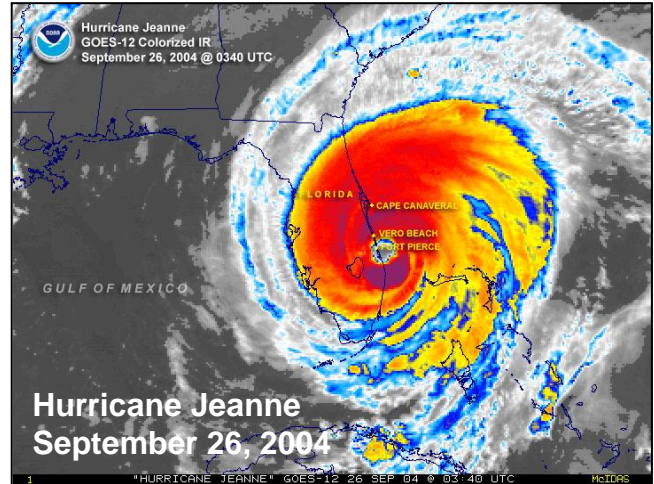 NOAA
Hurricane Jeanne
GOES-12 Colorized IR
September 26, 2004 @ 0340 UTC
FLORIDA
CAPE CANAVERAL
VERO BEACH
FORT PIERCE
GULF OF MEXICO
Hurricane Jeanne
September 26, 2004
1 "HURRICANE JEANNE" GOES-12 26 SEP 04 @ 03:40 UTC McIDAS